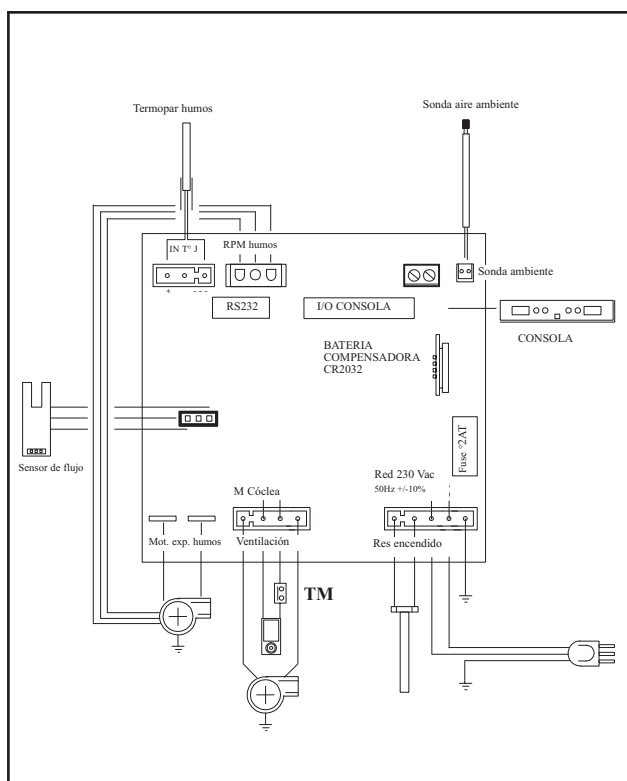 Termopar humos
Sonda aire ambiente
IN T° J
RPM humos
+
- - -
Sonda ambiente
RS232
I/O CONSOLA
CONSOLA
BATERIA
COMPENSADORA
CR2032
Sensor de flujo
Fuse °2AT
Red 230 Vac
50Hz +/-10%
M Cóclea
Mot. exp. humos
Ventilación
Res encendido
TM